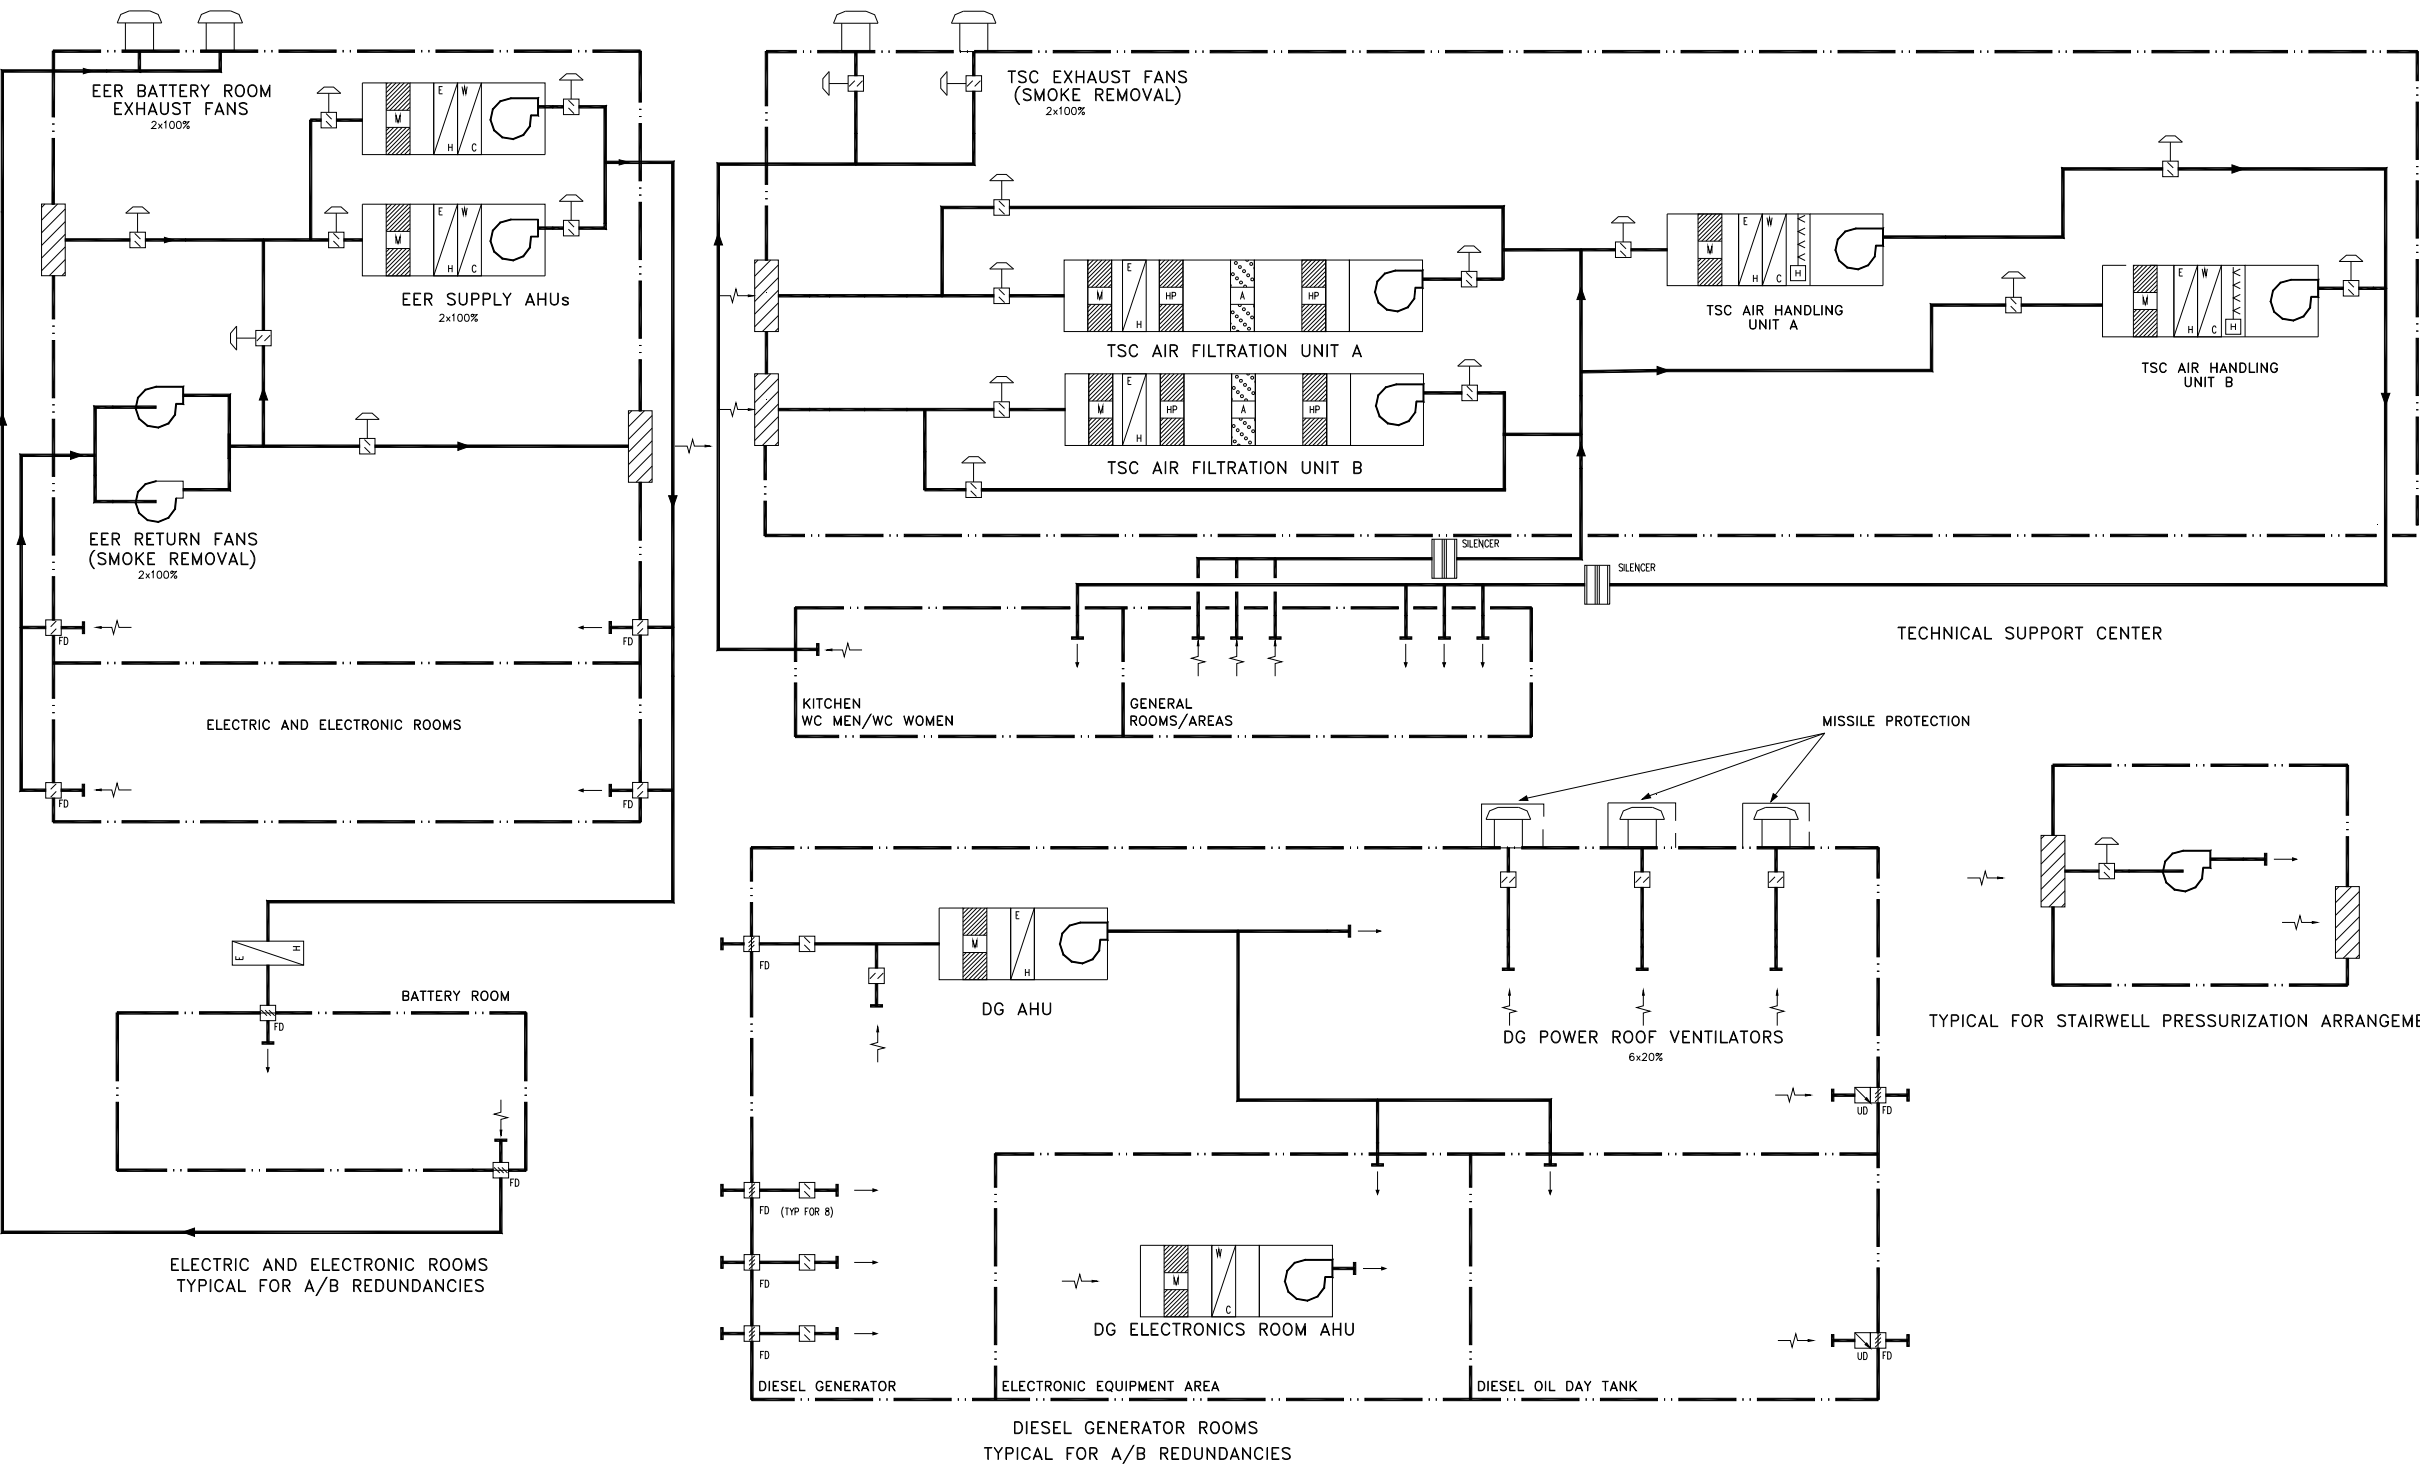 EER BATTERY ROOM
EXHAUST FANS
2x100%
M
E
H
W
C
M
E
H
W
C
EER SUPPLY AHUs
2x100%
EER RETURN FANS
(SMOKE REMOVAL)
2x100%
FD
FD
ELECTRIC AND ELECTRONIC ROOMS
FD
FD
E
H
BATTERY ROOM
FD
FD
ELECTRIC AND ELECTRONIC ROOMS
TYPICAL FOR A/B REDUNDANCIES
TSC EXHAUST FANS
(SMOKE REMOVAL)
2x100%
M
E
H
HP
A
HP
TSC AIR FILTRATION UNIT A
M
E
H
HP
A
HP
TSC AIR FILTRATION UNIT B
M
E
H
W
C
H
TSC AIR HANDLING
UNIT A
M
E
H
W
C
H
TSC AIR HANDLING
UNIT B
SILENCER
SILENCER
TECHNICAL SUPPORT CENTER
KITCHEN
WC MEN/WC WOMEN
GENERAL
ROOMS/AREAS
MISSILE PROTECTION
FD
M
E
H
DG AHU
DG POWER ROOF VENTILATORS
6x20%
UD
FD
FD
(TYP FOR 8)
FD
FD
M
W
C
DG ELECTRONICS ROOM AHU
UD
FD
DIESEL GENERATOR
ELECTRONIC EQUIPMENT AREA
DIESEL OIL DAY TANK
DIESEL GENERATOR ROOMS
TYPICAL FOR A/B REDUNDANCIES
TYPICAL FOR STAIRWELL PRESSURIZATION ARRANGEME